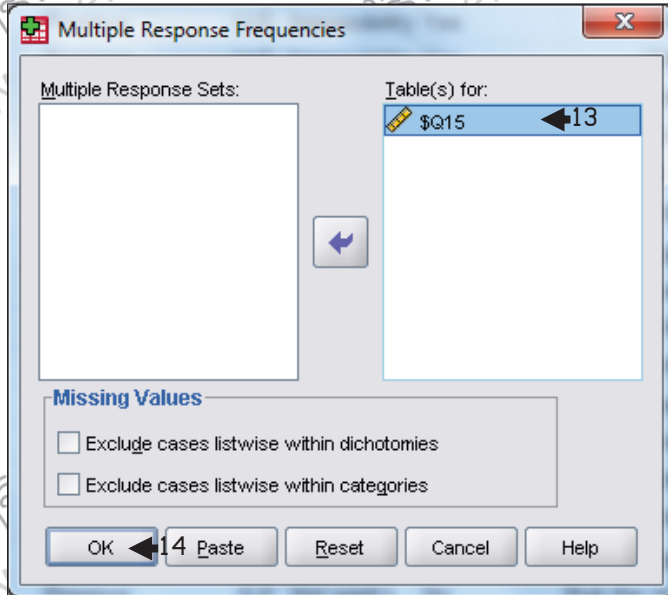 Multiple Response Frequencies
Multiple Response Sets:
Table(s) for:
$Q15 13
Missing Values
Exclude cases listwise within dichotomies
Exclude cases listwise within categories
OK 14 Paste Reset Cancel Help